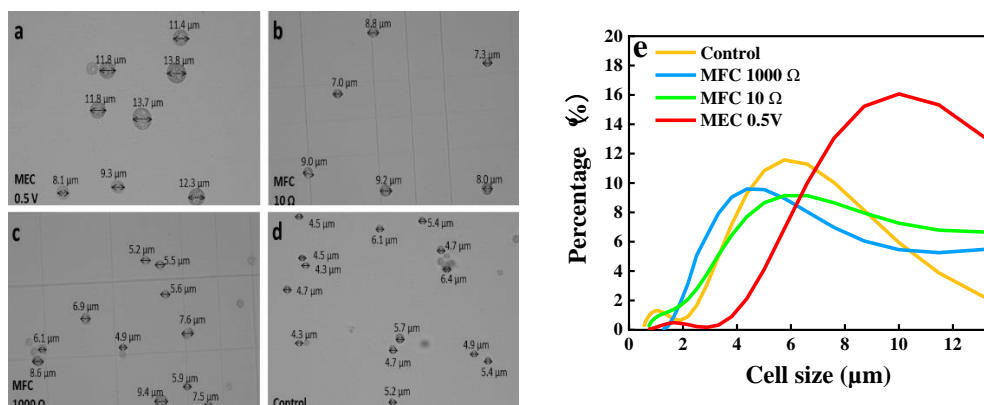 a
11.4 µm
11.8 µm
13.8 µm
11.8 µm
13.7 µm
8.1 µm
9.3 µm
12.3 µm
MEC
0.5 V
b
8.8 µm
7.3 µm
7.0 µm
9.0 µm
9.2 µm
8.0 µm
MFC
10 Ω
c
5.2 µm
5.5 µm
5.6 µm
6.9 µm
7.6 µm
6.1 µm
4.9 µm
8.6 µm
5.9 µm
9.4 µm
7.5 µm
MFC
1000 Ω
d
4.5 µm
5.4 µm
6.1 µm
4.7 µm
4.5 µm
4.3 µm
6.4 µm
4.7 µm
4.3 µm
5.7 µm
4.7 µm
4.9 µm
5.4 µm
5.2 µm
Control
e
Control
MFC 1000 Ω
MFC 10 Ω
MEC 0.5V
Percentage (%)
20
18
16
14
12
10
8
6
4
2
0
0 2 4 6 8 10 12
Cell size (µm)